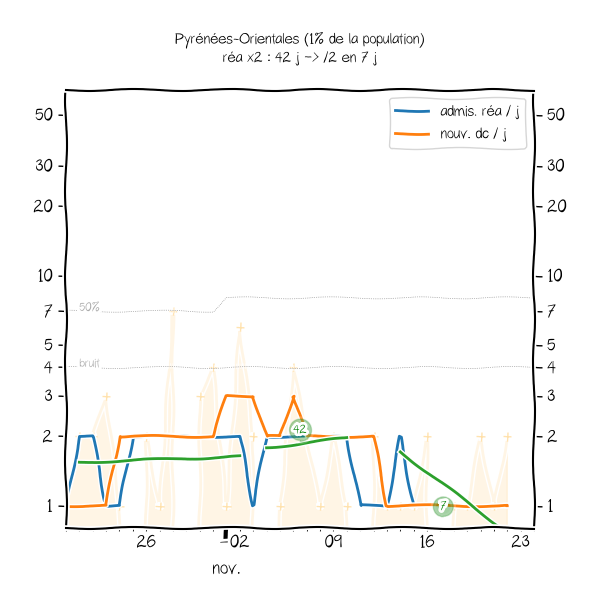 Pyrénées-Orientales (1% de la population)
réa x2 : 42 j -> /2 en 7 j
admis. réa / j
nouv. dc / j
50 50
30 30
20 20
10 10
50%
7 7
5 5
bruit
4 4
3 3
42
2 2
7
1 1
26 02 09 16 23
nov.